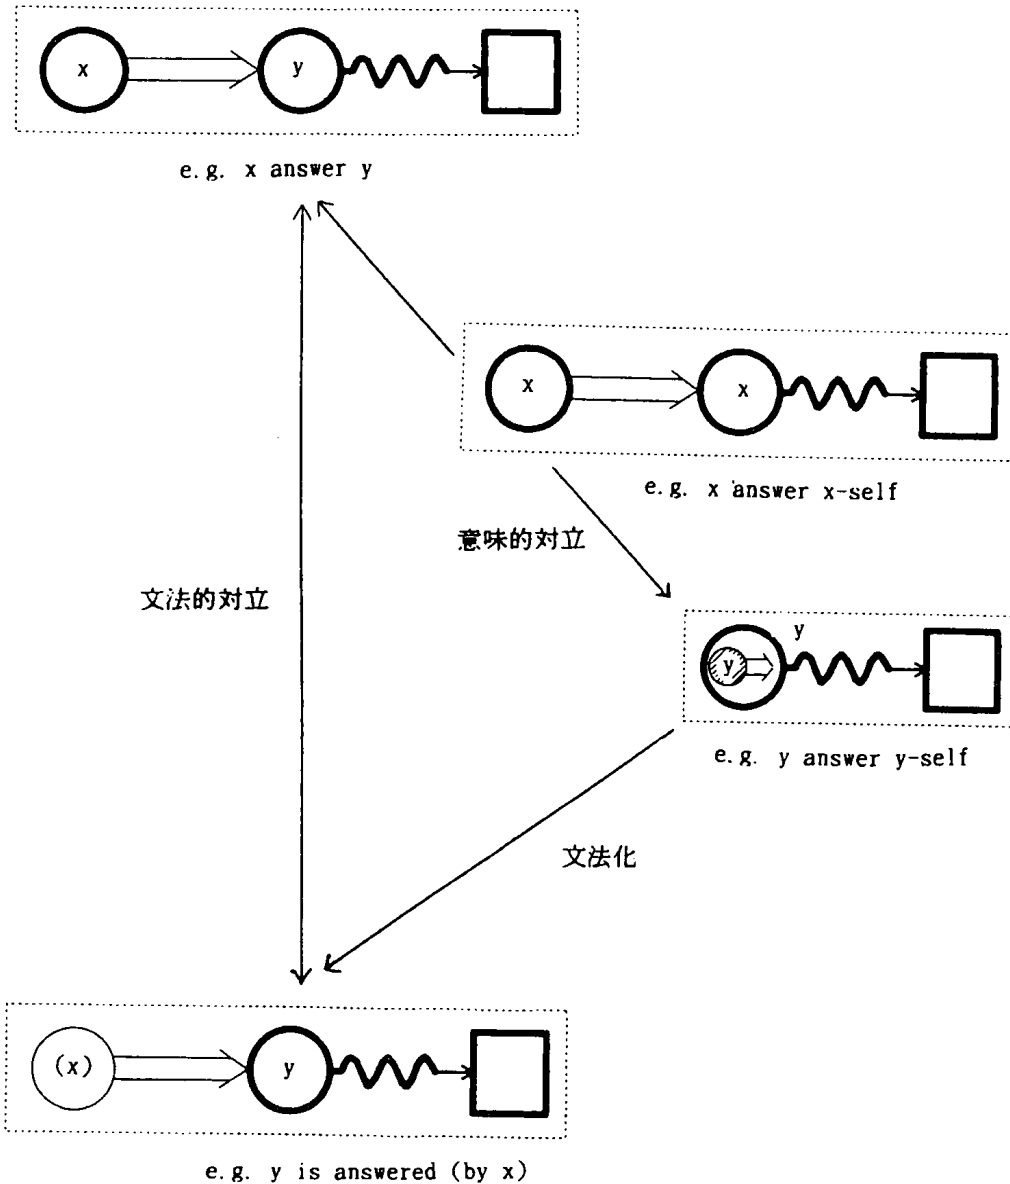 x y
e.g. x answer y
x x
e.g. x answer x-self
意味的対立
文法的対立
y
y
e.g. y answer y-self
文法化
(x) y
e.g. y is answered (by x)